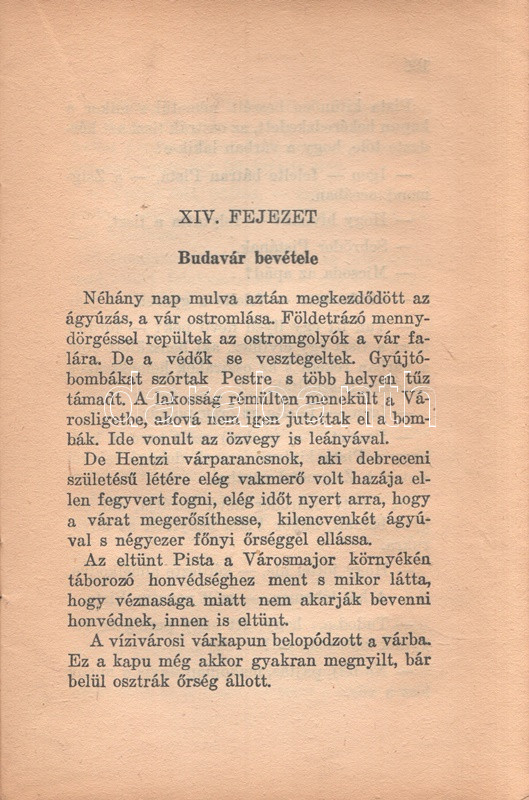 XIV. FEJEZET
Budavár bevétele
Néhány nap mulva aztán megkezdődött az
ágyúzás, a vár ostromlása. Földetrázó meny-
dörgéssel repültek az ostromgolyók a vár fa-
lára. De a védők se vesztegeltek. Gyújtó-
bombákat szórtak Pestre s több helyen tűz
támadt. A lakosság rémülten menekült a Vá-
rosligetbe, ahová nem igen jutottak el a bom-
bák. Ide vonult az özvegy is leányával.
De Hentzi várparancsnok, aki debreceni
születésű létére elég vakmerő volt hazája el-
len fegyvert fogni, elég időt nyert arra, hogy
a várat megerősíthesse, kilencvenkét ágyú-
val s négyezer főnyi őrséggel ellássa.
Az eltünt Pista a Városmajor környékén
táborozó honvédséghez ment s mikor látta,
hogy véznasága miatt nem akarják bevenni
honvédnek, innen is eltünt.
A vízivárosi várkapun belopódzott a várba.
Ez a kapu még akkor gyakran megnyilt, bár
belül osztrák őrség állott.
darabanth